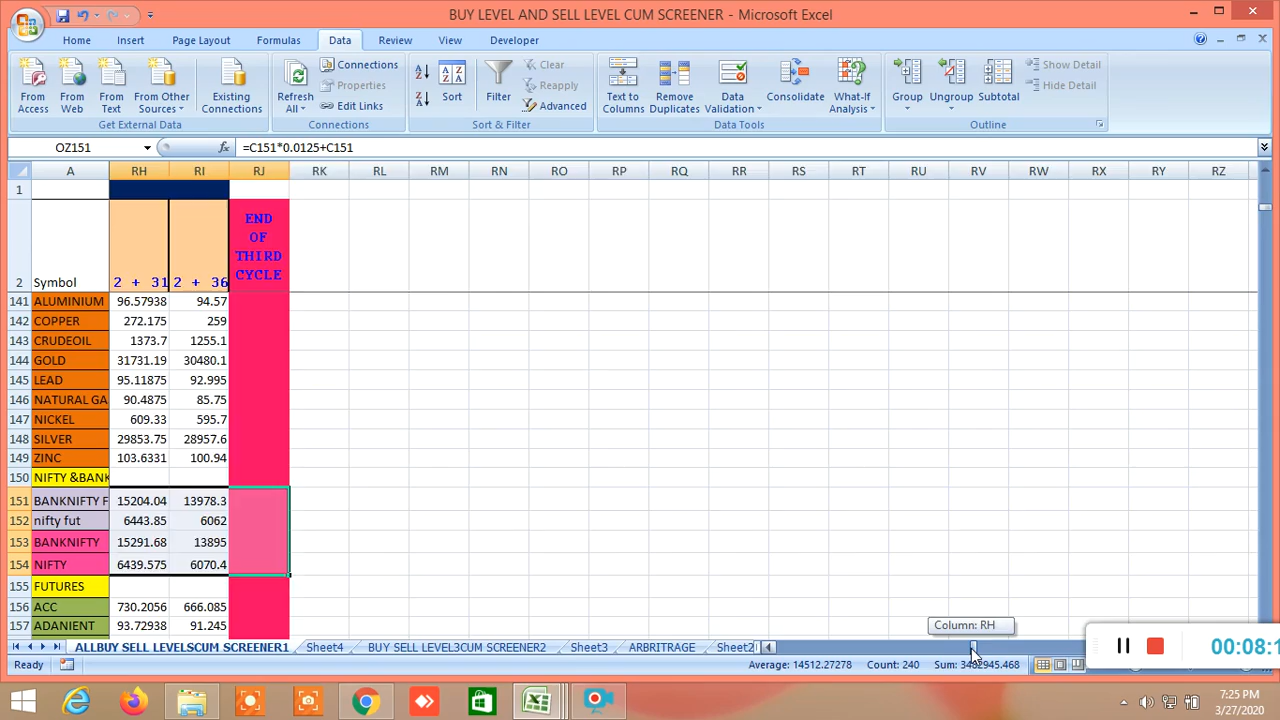 BUY LEVEL AND SELL LEVEL CUM SCREENER - Microsoft Excel
Home Insert Page Layout Formulas Data Review View Developer
From Access
From Web
From Text
From Other Sources
Existing Connections
Get External Data
Refresh All
Connections
Properties
Edit Links
Connections
Sort
Filter
Clear
Reapply
Advanced
Sort & Filter
Text to Columns
Remove Duplicates
Data Validation
Consolidate
What-If Analysis
Data Tools
Group
Ungroup
Subtotal
Show Detail
Hide Detail
Outline
OZ151 fx =C151*0.0125+C151
A RH RI RJ RK RL RM RN RO RP RQ RR RS RT RU RV RW RX RY RZ
1
2 Symbol 2 + 31 2 + 36 END OF THIRD CYCLE
141 ALUMINIUM 96.57938 94.57
142 COPPER 272.175 259
143 CRUDEOIL 1373.7 1255.1
144 GOLD 31731.19 30480.1
145 LEAD 95.11875 92.995
146 NATURAL GA 90.4875 85.75
147 NICKEL 609.33 595.7
148 SILVER 29853.75 28957.6
149 ZINC 103.6331 100.94
150 NIFTY &BANK
151 BANKNIFTY F 15204.04 13978.3
152 nifty fut 6443.85 6062
153 BANKNIFTY 15291.68 13895
154 NIFTY 6439.575 6070.4
155 FUTURES
156 ACC 730.2056 666.085
157 ADANIENT 93.72938 91.245
Column: RH
ALLBUY SELL LEVELSCUM SCREENER1 Sheet4 BUY SELL LEVEL3CUM SCREENER2 Sheet3 ARBRITRAGE Sheet2
00:08:1
Ready Average: 14512.27278 Count: 240
7:25 PM
3/27/2020